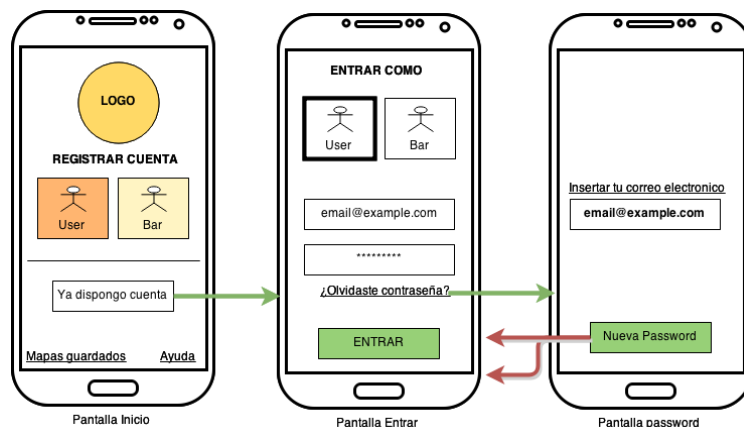 LOGO
REGISTRAR CUENTA
User
Bar
Ya dispongo cuenta
Mapas guardados
Ayuda
Pantalla Inicio
ENTRAR COMO
User
Bar
email@example.com
*********
¿Olvidaste contraseña?
ENTRAR
Pantalla Entrar
Insertar tu correo electronico
email@example.com
Nueva Password
Pantalla password